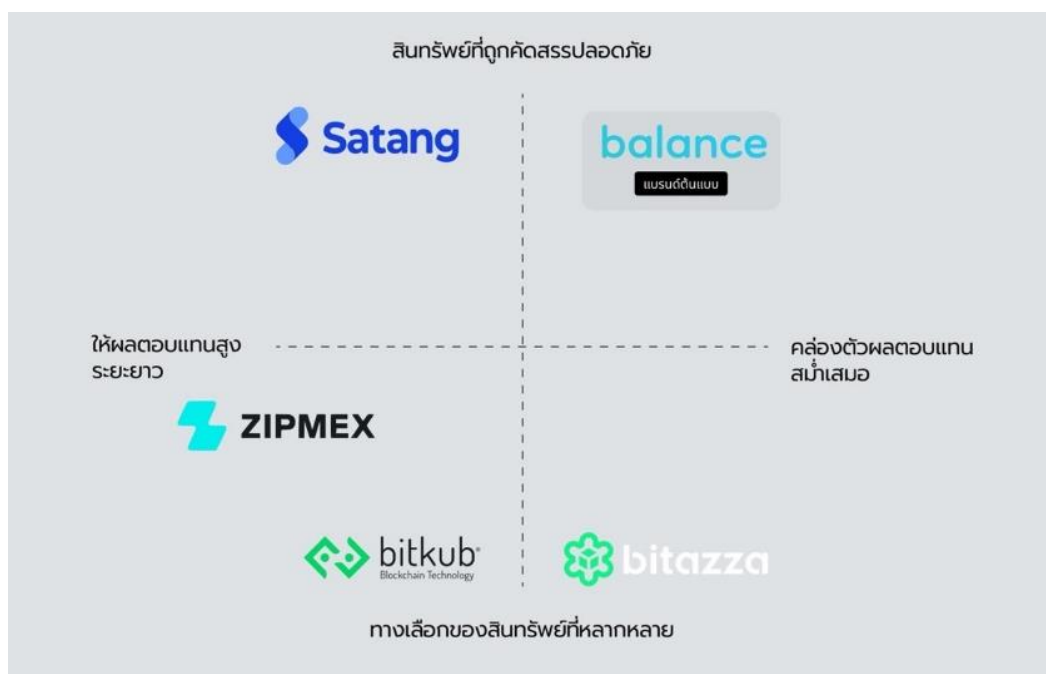 สินทรัพย์ที่ถูกคัดสรรปลอดภัย
Satang
balance
แบรนด์ต้นแบบ
ให้ผลตอบแทนสูง
ระยะยาว
คล่องตัวผลตอบแทน
สม่ำเสมอ
ZIPMEX
bitkub®
Blockchain Technology
bitazza
ทางเลือกของสินทรัพย์ที่หลากหลาย